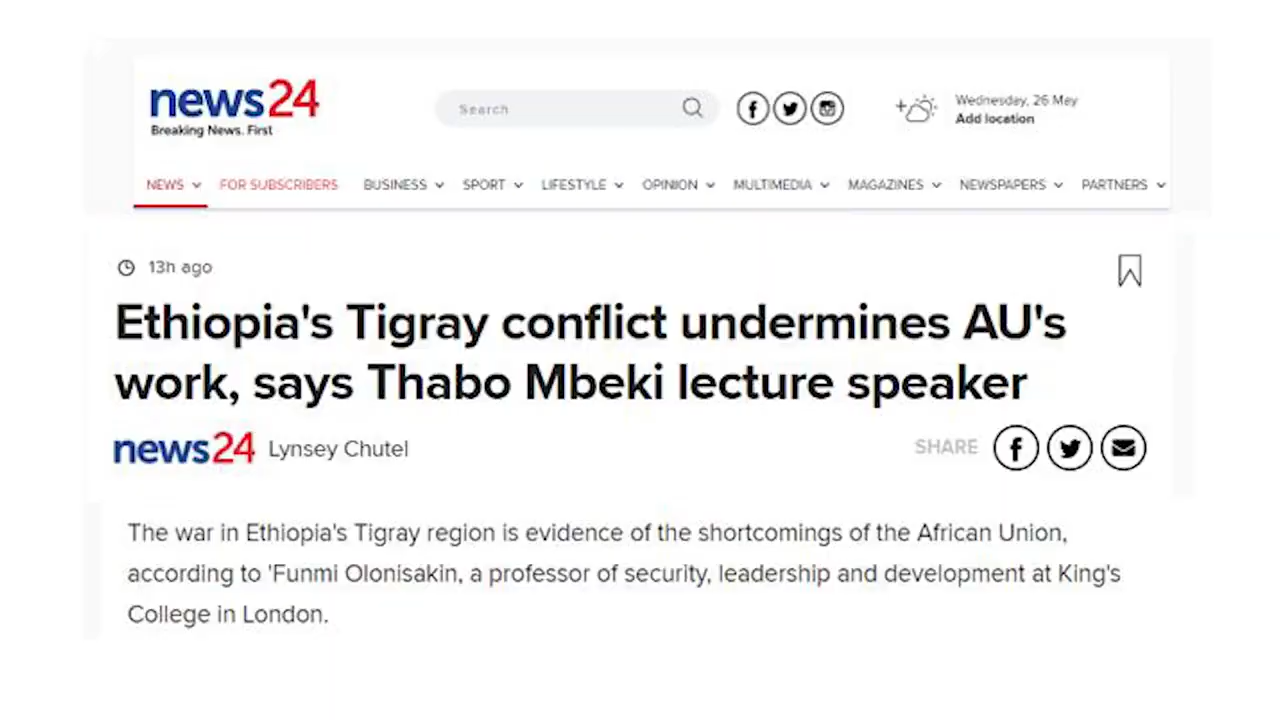 news24
Breaking News. First
Search
Wednesday, 26 May
Add location
NEWS FOR SUBSCRIBERS BUSINESS SPORT LIFESTYLE OPINION MULTIMEDIA MAGAZINES NEWSPAPERS PARTNERS
13h ago
Ethiopia's Tigray conflict undermines AU's
work, says Thabo Mbeki lecture speaker
news24 Lynsey Chutel
SHARE
The war in Ethiopia's Tigray region is evidence of the shortcomings of the African Union,
according to 'Funmi Olonisakin, a professor of security, leadership and development at King's
College in London.